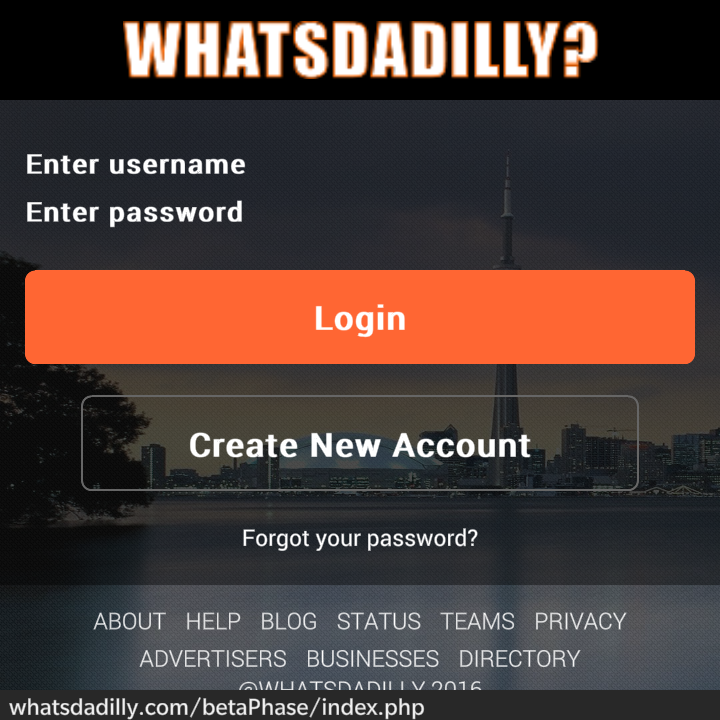 WHATSDADILLY?
Enter username
Enter password
Login
Create New Account
Forgot your password?
ABOUT HELP BLOG STATUS TEAMS PRIVACY
ADVERTISERS BUSINESSES DIRECTORY
@WHATSDADILLY 2016
whatsdadilly.com/betaPhase/index.php